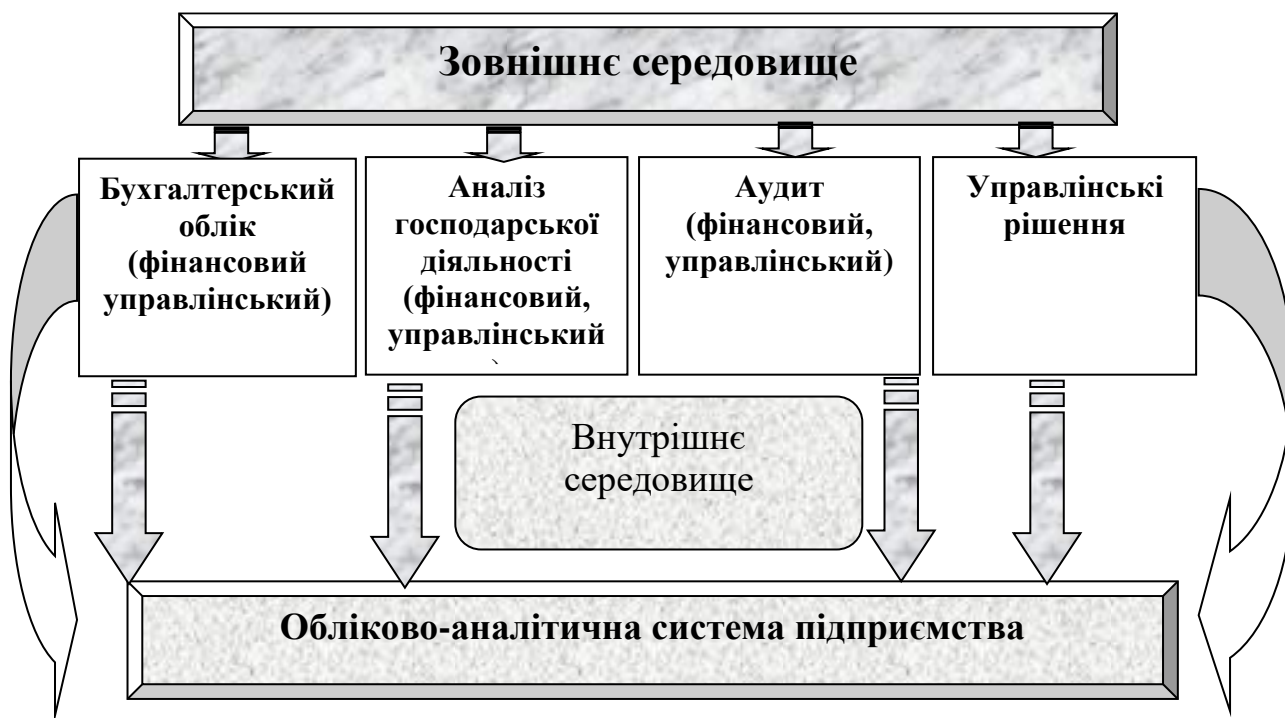 Зовнішнє середовище
Бухгалтерський
облік
(фінансовий
управлінський)
Аналіз
господарської
діяльності
(фінансовий,
управлінський
)
Аудит
(фінансовий,
управлінський)
Управлінські
рішення
Внутрішнє
середовище
Обліково-аналітична система підприємства